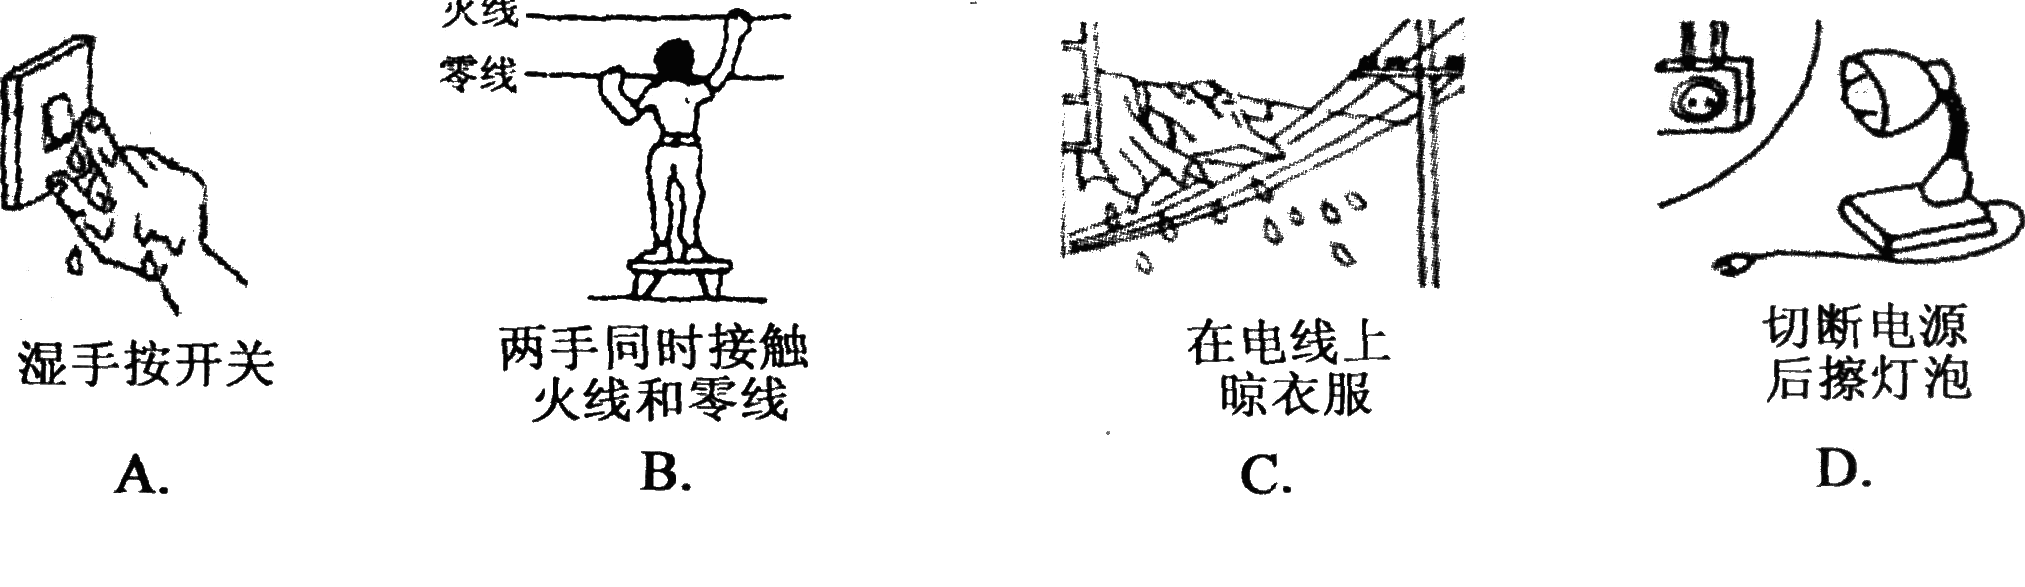 火线
零线
湿手按开关
两手同时接触
火线和零线
在电线上
晾衣服
切断电源
后擦灯泡
A.
B.
C.
D.